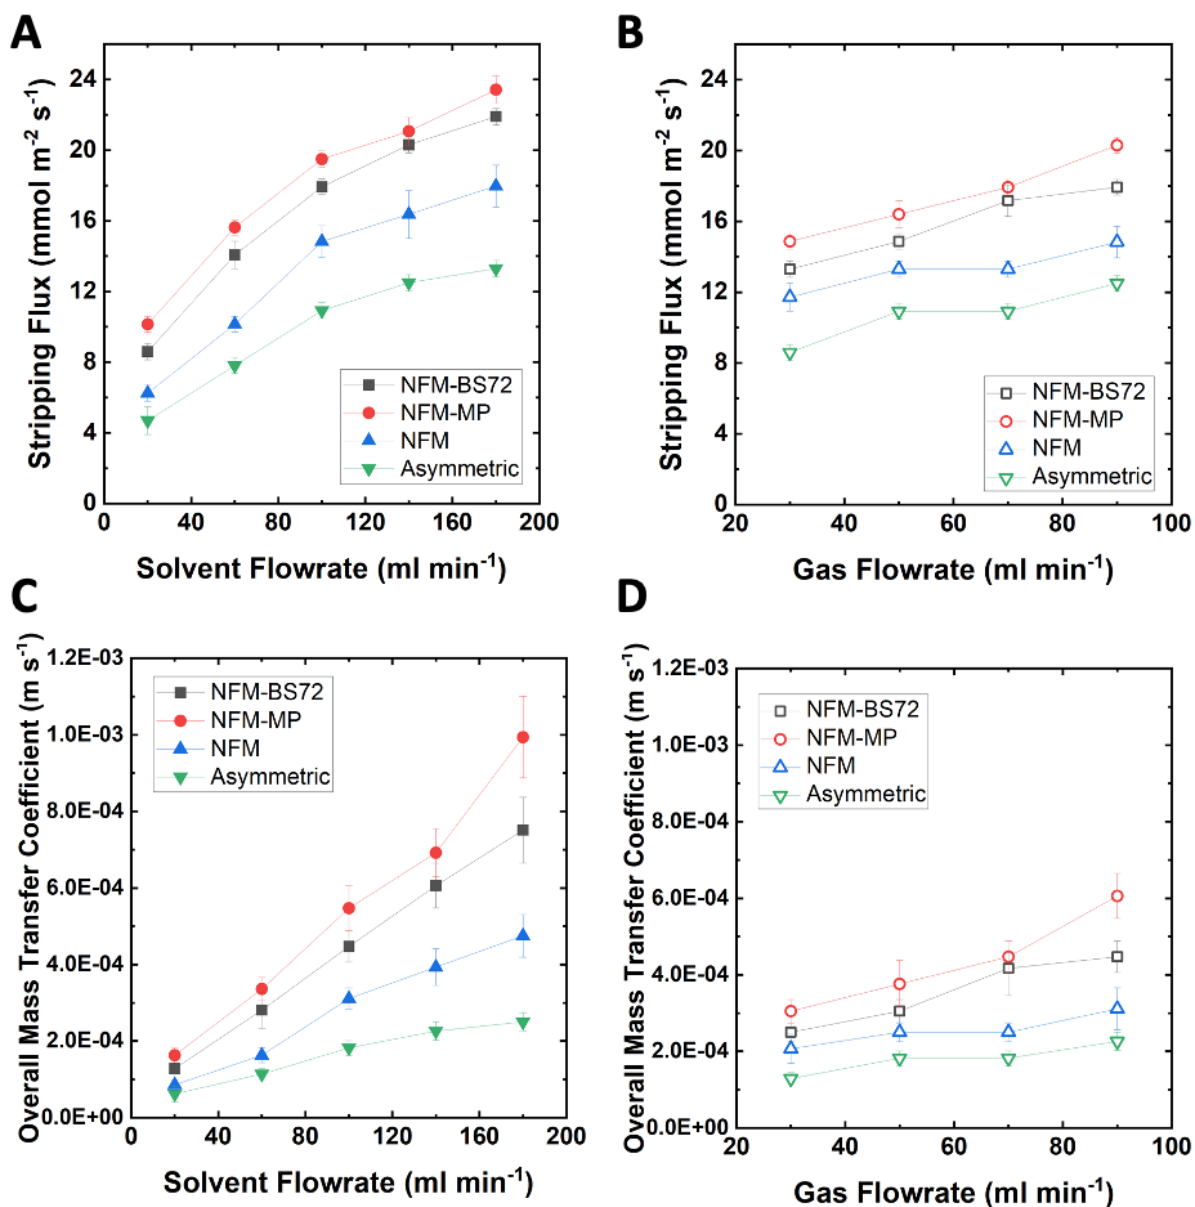 A
Stripping Flux (mmol m⁻² s⁻¹)
24
20
16
12
8
4
0
NFM-BS72
NFM-MP
NFM
Asymmetric
0 40 80 120 160 200
Solvent Flowrate (ml min⁻¹)
B
Stripping Flux (mmol m⁻² s⁻¹)
24
20
16
12
8
4
0
NFM-BS72
NFM-MP
NFM
Asymmetric
20 40 60 80 100
Gas Flowrate (ml min⁻¹)
C
Overall Mass Transfer Coefficient (m s⁻¹)
1.2E-03
1.0E-03
8.0E-04
6.0E-04
4.0E-04
2.0E-04
0.0E+00
NFM-BS72
NFM-MP
NFM
Asymmetric
0 40 80 120 160 200
Solvent Flowrate (ml min⁻¹)
D
Overall Mass Transfer Coefficient (m s⁻¹)
1.2E-03
1.0E-03
8.0E-04
6.0E-04
4.0E-04
2.0E-04
0.0E+00
NFM-BS72
NFM-MP
NFM
Asymmetric
20 40 60 80 100
Gas Flowrate (ml min⁻¹)